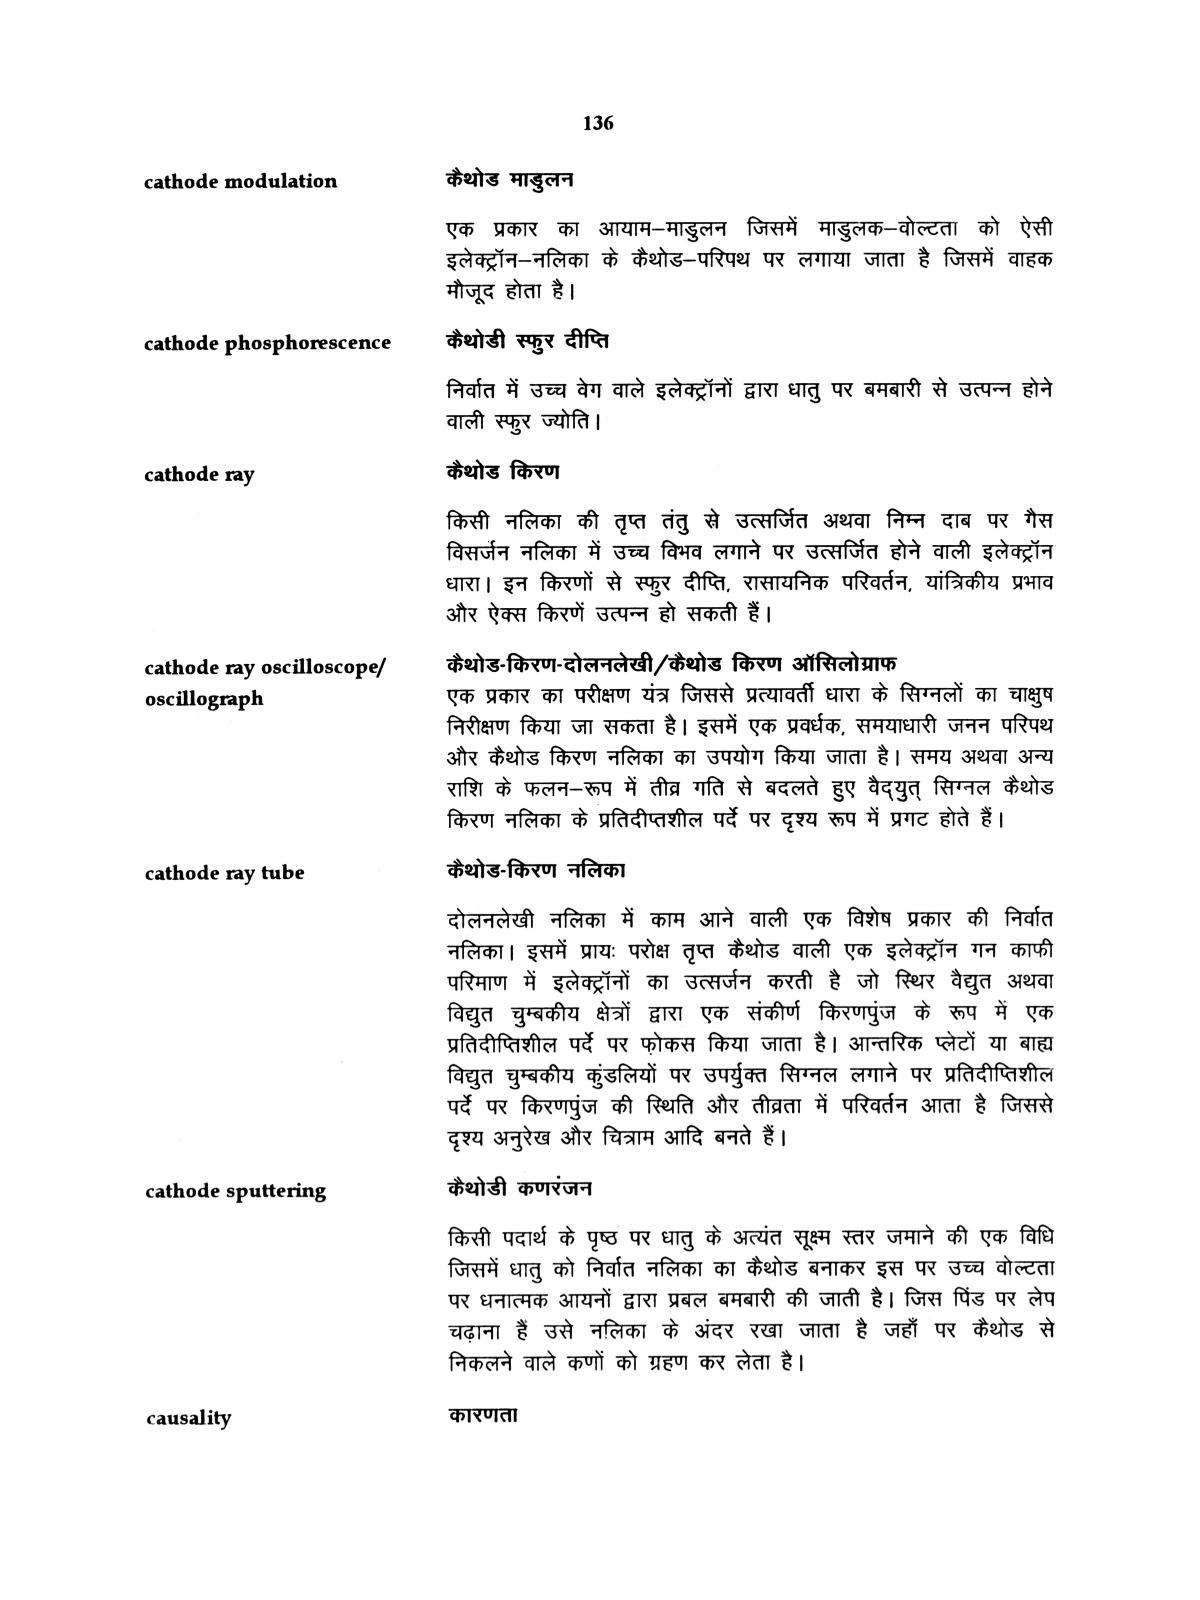 136
cathode modulation कैथोड माडुलन
एक प्रकार का आयाम–माडुलन जिसमें माडुलक–वोल्टता को ऐसी
इलेक्ट्रॉन–नलिका के कैथोड–परिपथ पर लगाया जाता है जिसमें वाहक
मौजूद होता है।
cathode phosphorescence कैथोडी स्फुर दीप्ति
निर्वात में उच्च वेग वाले इलेक्ट्रॉनों द्वारा धातु पर बमबारी से उत्पन्न होने
वाली स्फुर ज्योति।
cathode ray कैथोड किरण
किसी नलिका की तृप्त तंतु से उत्सर्जित अथवा निम्न दाब पर गैस
विसर्जन नलिका में उच्च विभव लगाने पर उत्सर्जित होने वाली इलेक्ट्रॉन
धारा। इन किरणों से स्फुर दीप्ति, रासायनिक परिवर्तन, यांत्रिकीय प्रभाव
और ऐक्स किरणें उत्पन्न हो सकती हैं।
cathode ray oscilloscope/ कैथोड-किरण-दोलनलेखी/कैथोड किरण ऑसिलोग्राफ
oscillograph एक प्रकार का परीक्षण यंत्र जिससे प्रत्यावर्ती धारा के सिग्नलों का चाक्षुष
निरीक्षण किया जा सकता है। इसमें एक प्रवर्धक, समयाधारी जनन परिपथ
और कैथोड किरण नलिका का उपयोग किया जाता है। समय अथवा अन्य
राशि के फलन–रूप में तीव्र गति से बदलते हुए वैद्‌युत् सिग्नल कैथोड
किरण नलिका के प्रतिदीप्तशील पर्दे पर दृश्य रूप में प्रगट होते हैं।
cathode ray tube कैथोड-किरण नलिका
दोलनलेखी नलिका में काम आने वाली एक विशेष प्रकार की निर्वात
नलिका। इसमें प्रायः परोक्ष तृप्त कैथोड वाली एक इलेक्ट्रॉन गन काफी
परिमाण में इलेक्ट्रॉनों का उत्सर्जन करती है जो स्थिर वैद्युत अथवा
विद्युत चुम्बकीय क्षेत्रों द्वारा एक संकीर्ण किरणपुंज के रूप में एक
प्रतिदीप्तिशील पर्दे पर फ़ोकस किया जाता है। आन्तरिक प्लेटों या बाह्य
विद्युत चुम्बकीय कुंडलियों पर उपर्युक्त सिग्नल लगाने पर प्रतिदीप्तिशील
पर्दे पर किरणपुंज की स्थिति और तीव्रता में परिवर्तन आता है जिससे
दृश्य अनुरेख और चित्राम आदि बनते हैं।
cathode sputtering कैथोडी कणरंजन
किसी पदार्थ के पृष्ठ पर धातु के अत्यंत सूक्ष्म स्तर जमाने की एक विधि
जिसमें धातु को निर्वात नलिका का कैथोड बनाकर इस पर उच्च वोल्टता
पर धनात्मक आयनों द्वारा प्रबल बमबारी की जाती है। जिस पिंड पर लेप
चढ़ाना हैं उसे नलिका के अंदर रखा जाता है जहाँ पर कैथोड से
निकलने वाले कणों को ग्रहण कर लेता है।
causality कारणता